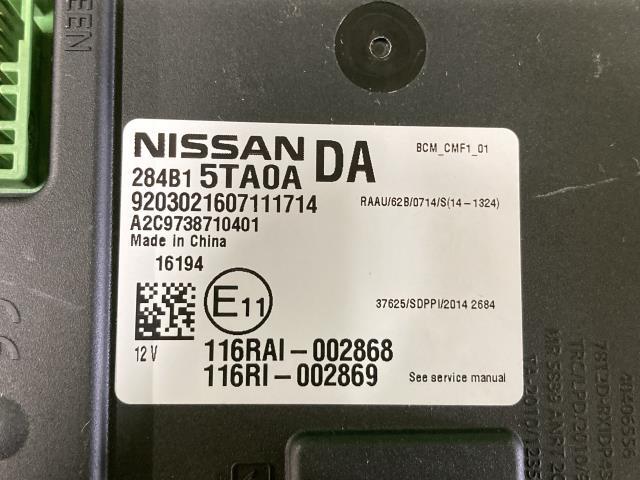 EEN
NISSAN DA
BCM_CMF1_01
284B1 5TA0A
9203021607111714
RAAU/62B/0714/S(14-1324)
A2C9738710401
Made in China
16194
E11
37625/SDPPI/2014 2684
12 V
116RAI-002868
116RI-002869
See service manual